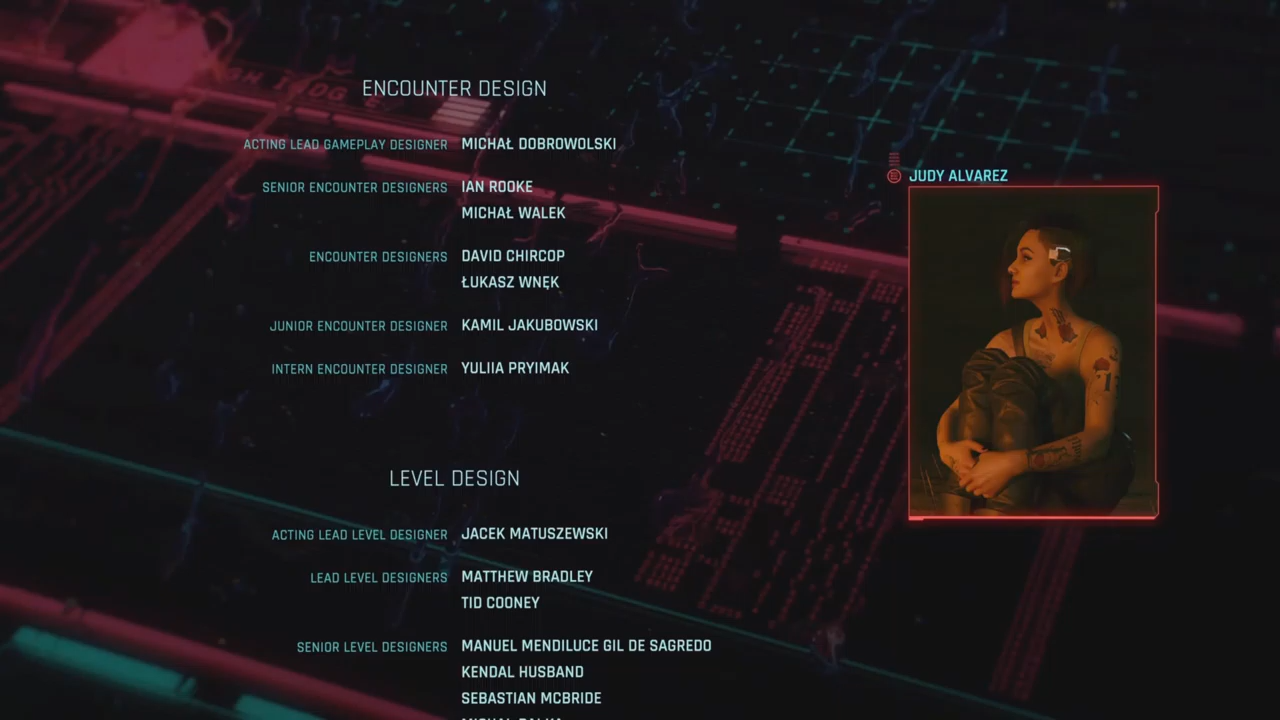 ENCOUNTER DESIGN
ACTING LEAD GAMEPLAY DESIGNER MICHAŁ DOBROWOLSKI
SENIOR ENCOUNTER DESIGNERS IAN ROOKE
MICHAŁ WALEK
ENCOUNTER DESIGNERS DAVID CHIRCOP
ŁUKASZ WNĘK
JUNIOR ENCOUNTER DESIGNER KAMIL JAKUBOWSKI
INTERN ENCOUNTER DESIGNER YULIIA PRYIMAK
LEVEL DESIGN
ACTING LEAD LEVEL DESIGNER JACEK MATUSZEWSKI
LEAD LEVEL DESIGNERS MATTHEW BRADLEY
TID COONEY
SENIOR LEVEL DESIGNERS MANUEL MENDILUCE GIL DE SAGREDO
KENDAL HUSBAND
SEBASTIAN MCBRIDE
JUDY ALVAREZ